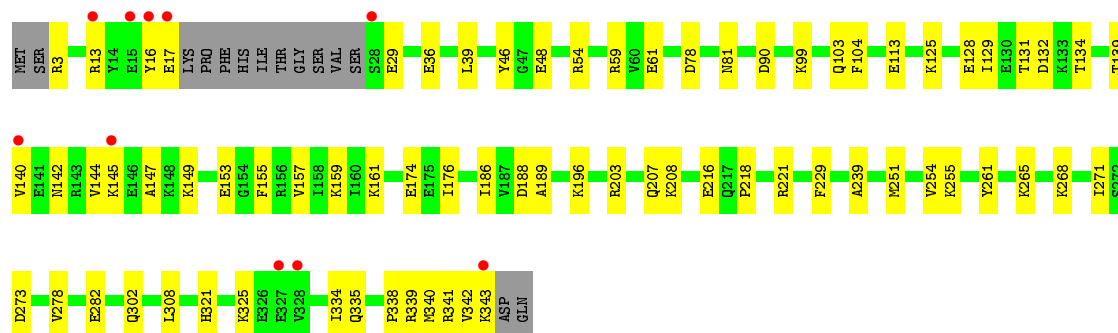 MET SER R3 R13 Y14 E15 Y16 E17 LYS PRO PHE HIS ILE THR GLY SER VAL SER S28 E29 E36 L39 Y46 G47 E48 R54 R59 V60 E61 D78 N81 D90 K99 Q103 F104 E113 K125 E128 I129 E130 T131 D132 K133 T134 T139
V140 E141 N142 R143 V144 K145 E146 A147 K148 K149 E153 G154 F155 R156 V157 I158 K159 I160 K161 E174 E175 I176 I186 V187 D188 A189 K196 R203 Q207 K208 E216 Q217 P218 R221 F229 A239 M251 V254 K255 Y261 K265 K268 I271
D273 V278 E282 Q302 L308 H321 K325 E326 E327 V328 I334 Q335 P338 R339 M340 R341 V342 K343 ASP GLN